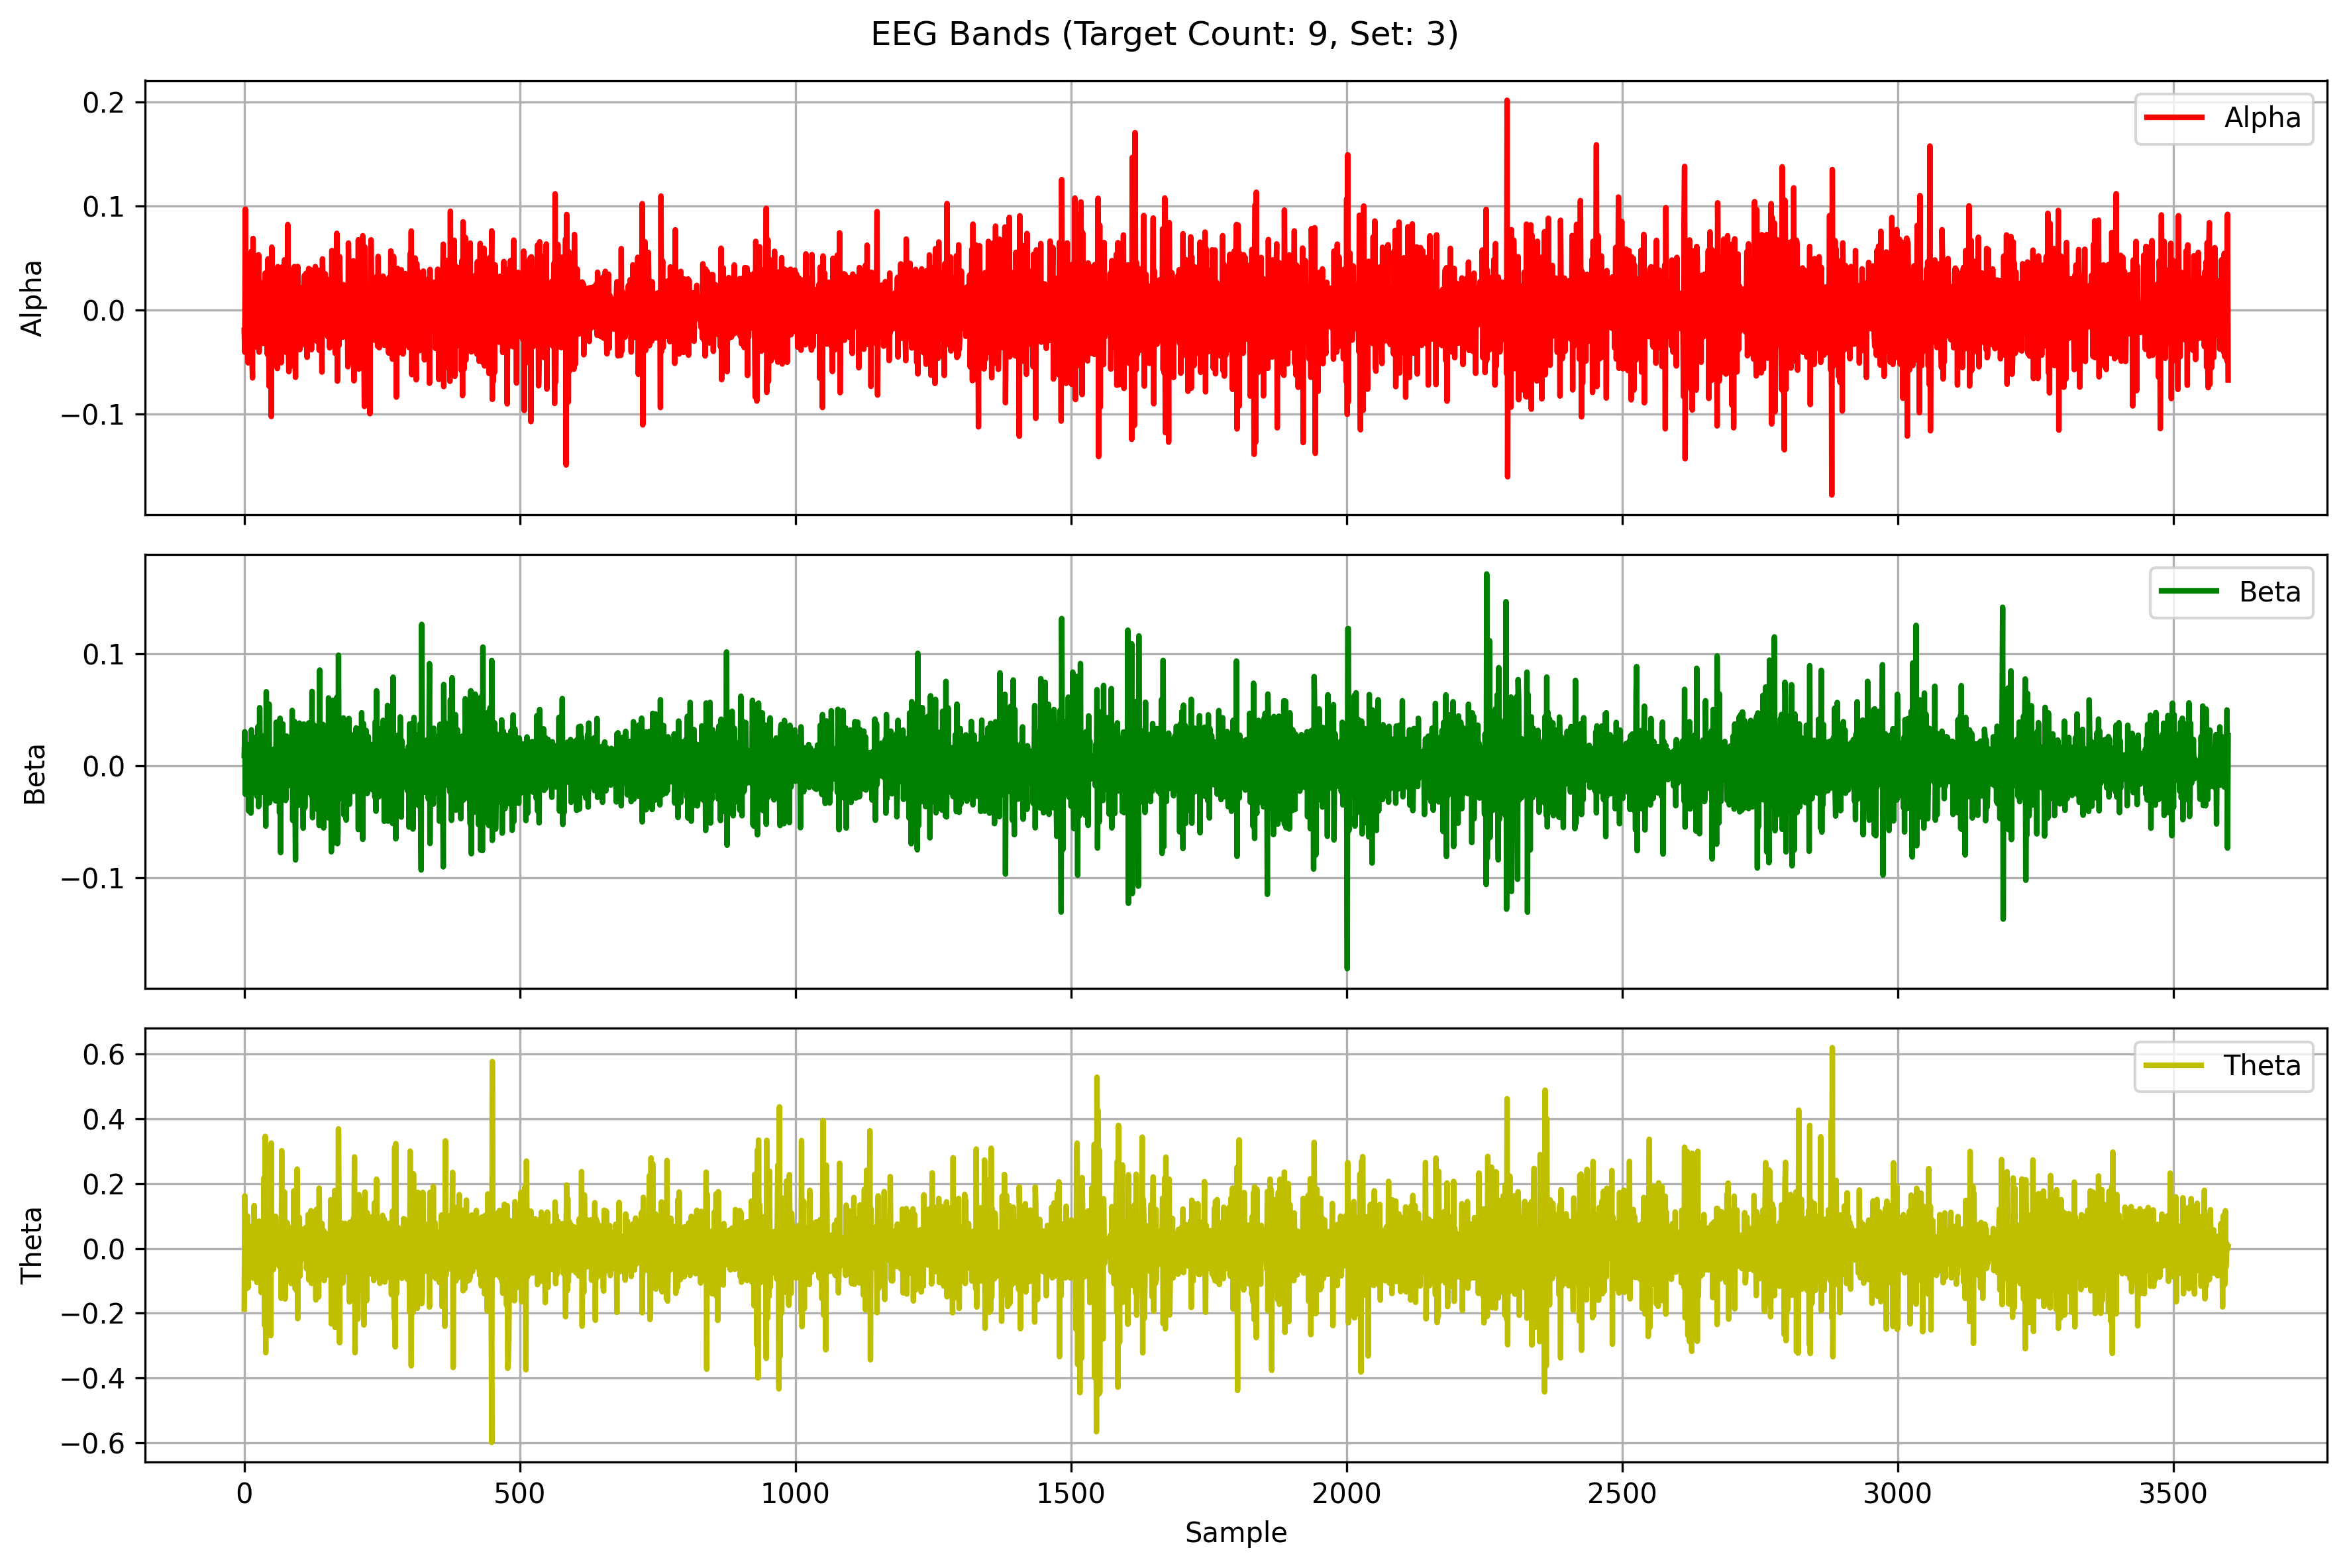 EEG Bands (Target Count: 9, Set: 3)
Alpha
0.2
0.1
0.0
−0.1
Alpha
Beta
0.1
0.0
−0.1
Beta
Theta
0.6
0.4
0.2
0.0
−0.2
−0.4
−0.6
Theta
0 500 1000 1500 2000 2500 3000 3500
Sample